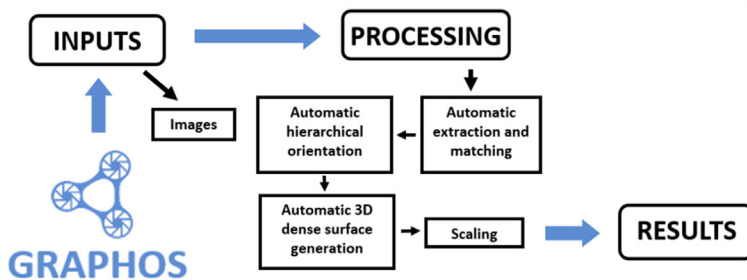 INPUTS
PROCESSING
Images
Automatic
hierarchical
orientation
Automatic
extraction and
matching
Automatic 3D
dense surface
generation
Scaling
RESULTS
GRAPHOS